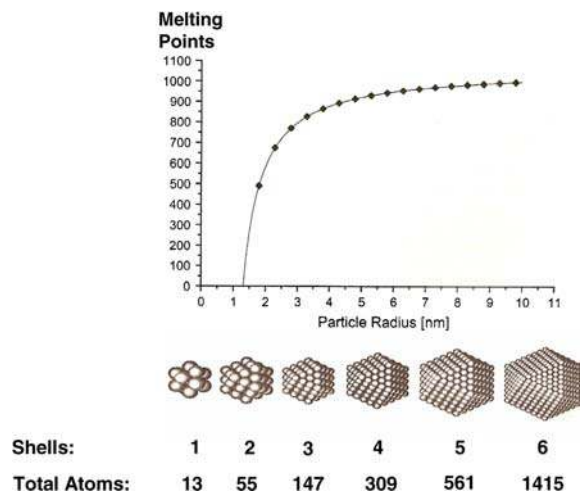 Melting
Points
1100
1000
900
800
700
600
500
400
300
200
100
0
0 1 2 3 4 5 6 7 8 9 10 11
Particle Radius [nm]
Shells: 1 2 3 4 5 6
Total Atoms: 13 55 147 309 561 1415